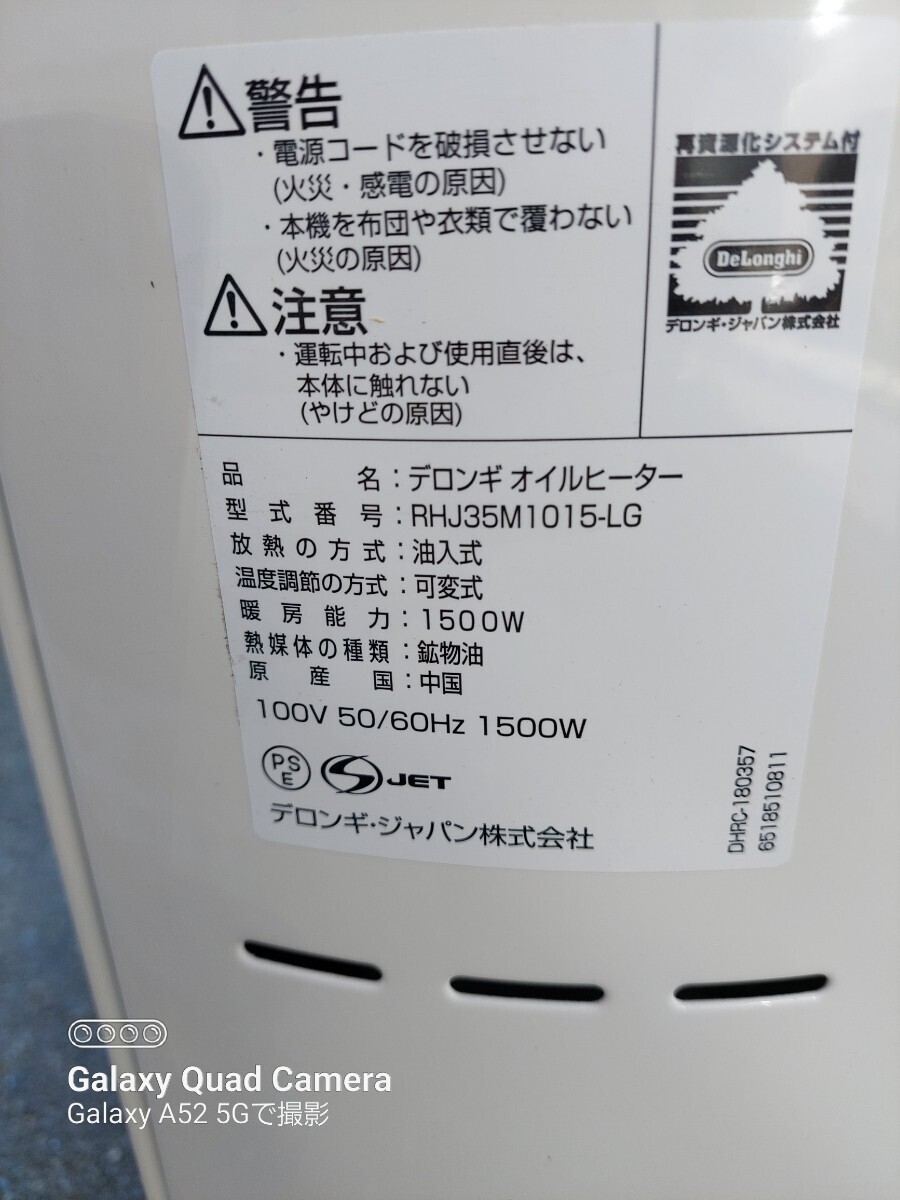 警告
・電源コードを破損させない
(火災・感電の原因)
・本機を布団や衣類で覆わない
(火災の原因)
注意
・運転中および使用直後は、
本体に触れない
(やけどの原因)
再資源化システム付
DeLonghi
デロンギ・ジャパン株式会社
品名：デロンギ オイルヒーター
型式番号：RHJ35M1015-LG
放熱の方式：油入式
温度調節の方式：可変式
暖房能力：1500W
熱媒体の種類：鉱物油
原産国：中国
100V 50/60Hz 1500W
PS
E
JET
デロンギ・ジャパン株式会社
DHRC-180357
6518510811
Galaxy Quad Camera
Galaxy A52 5Gで撮影